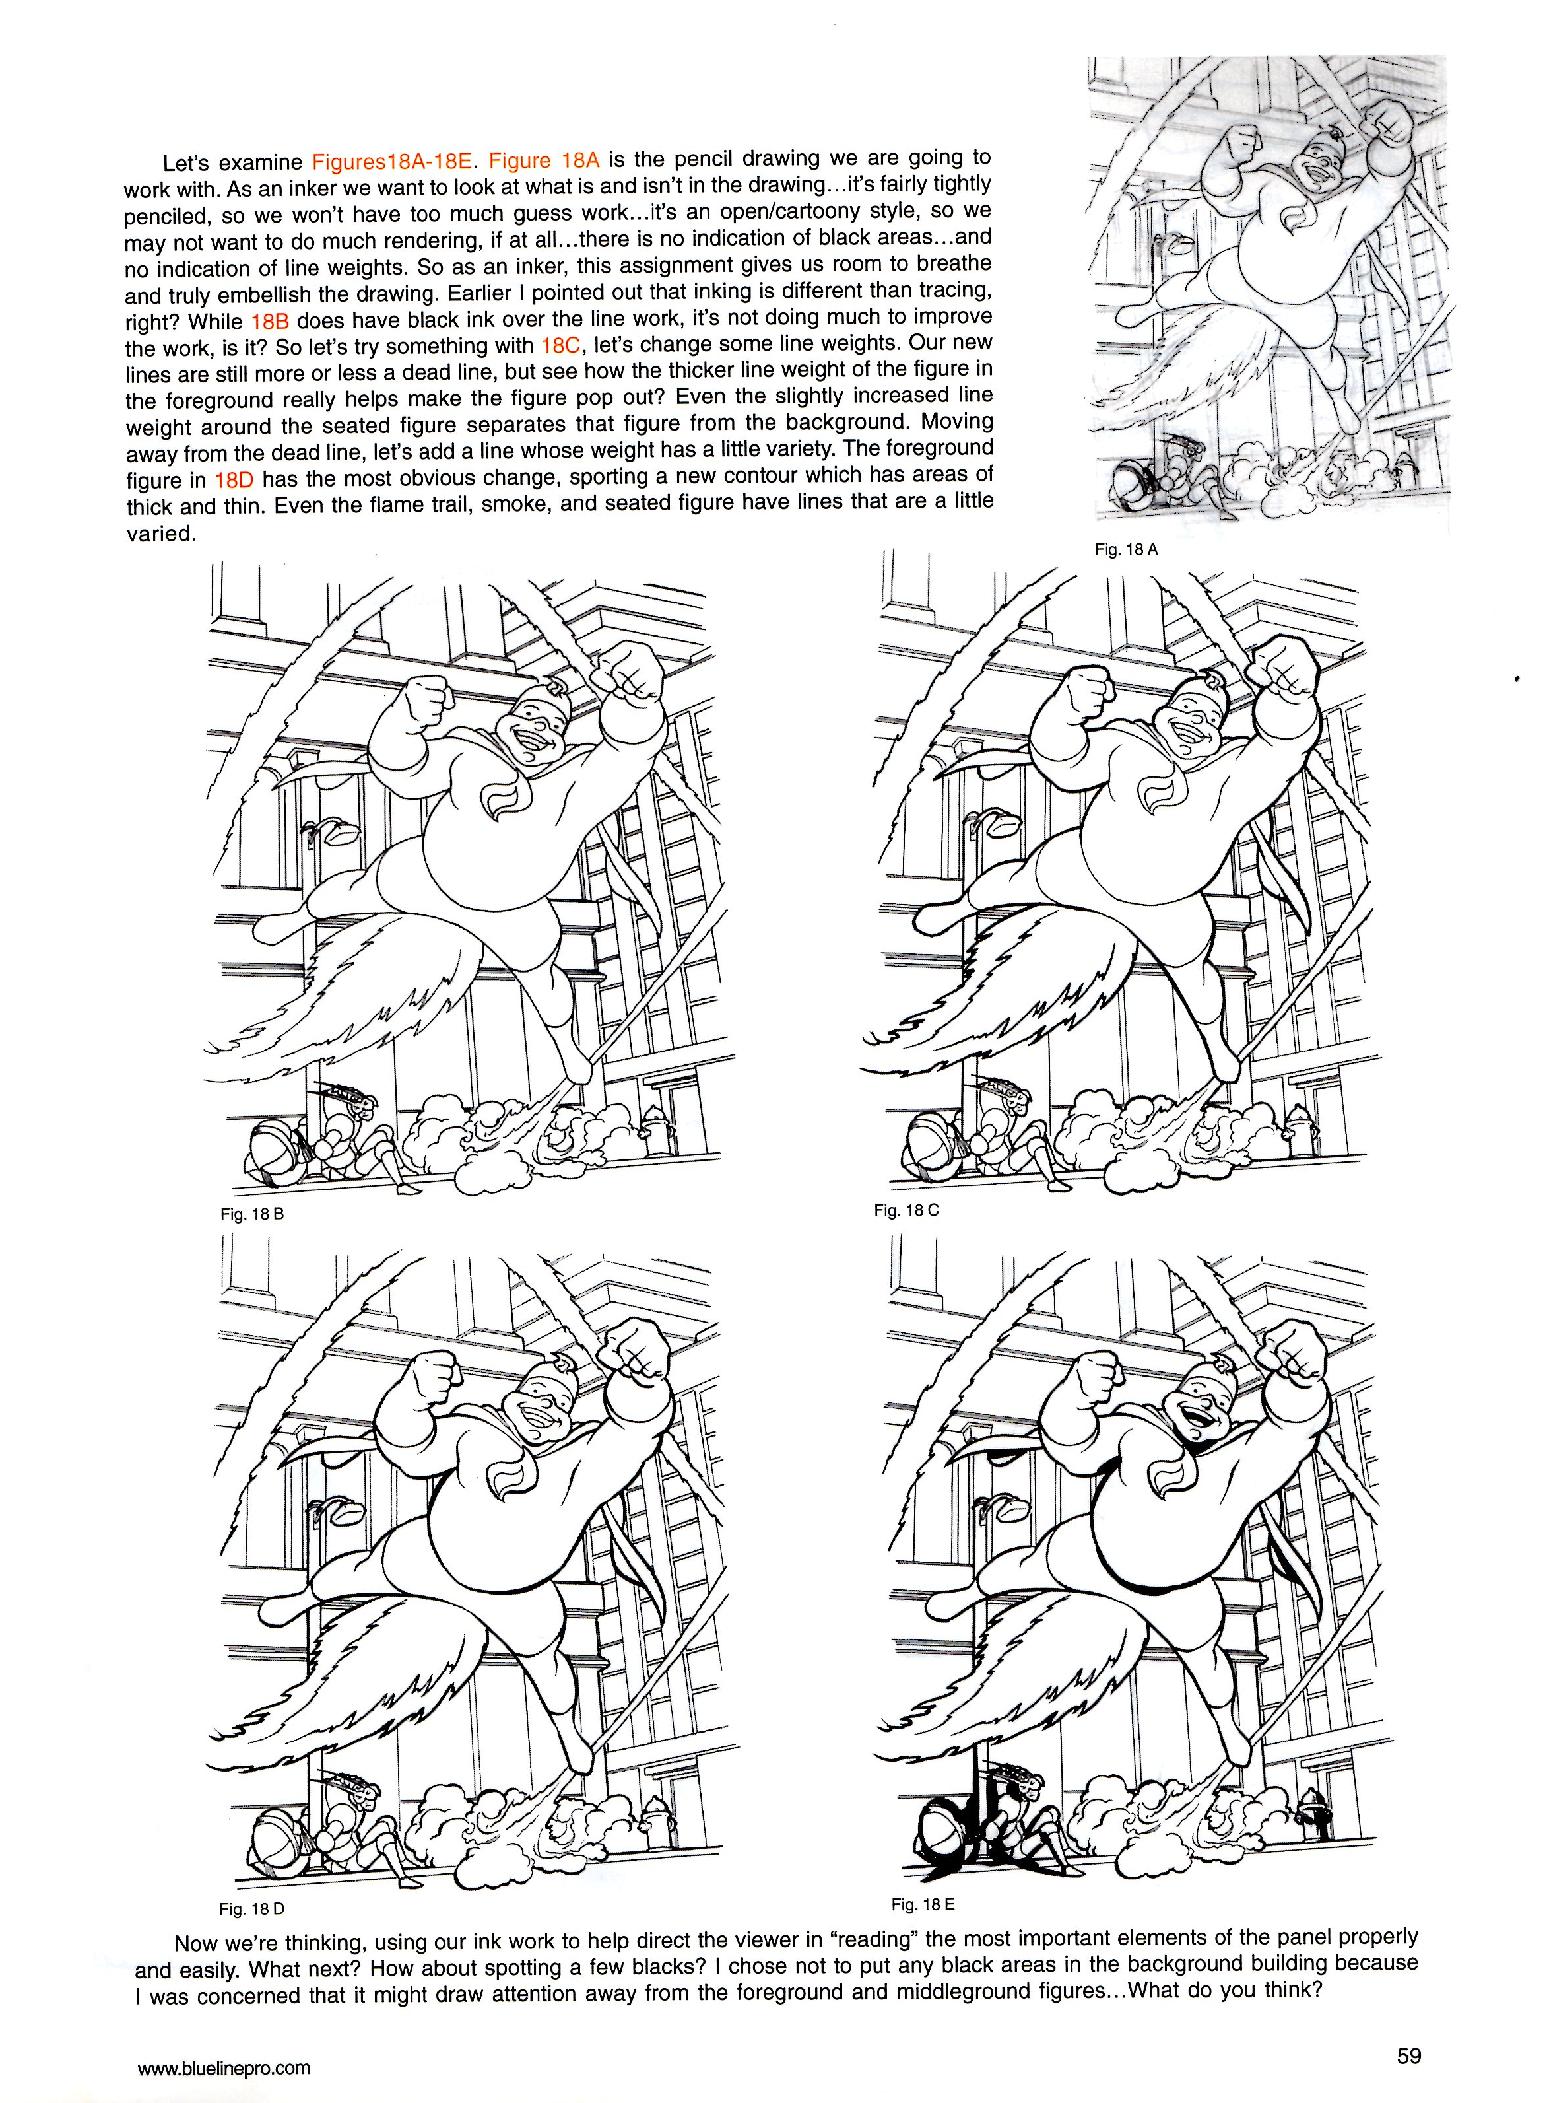 Let's examine Figures18A-18E. Figure 18A is the pencil drawing we are going to
work with. As an inker we want to look at what is and isn't in the drawing...it's fairly tightly
penciled, so we won't have too much guess work...it's an open/cartoony style, so we
may not want to do much rendering, if at all...there is no indication of black areas...and
no indication of line weights. So as an inker, this assignment gives us room to breathe
and truly embellish the drawing. Earlier I pointed out that inking is different than tracing,
right? While 18B does have black ink over the line work, it's not doing much to improve
the work, is it? So let's try something with 18C, let's change some line weights. Our new
lines are still more or less a dead line, but see how the thicker line weight of the figure in
the foreground really helps make the figure pop out? Even the slightly increased line
weight around the seated figure separates that figure from the background. Moving
away from the dead line, let's add a line whose weight has a little variety. The foreground
figure in 18D has the most obvious change, sporting a new contour which has areas of
thick and thin. Even the flame trail, smoke, and seated figure have lines that are a little
varied.
Fig. 18 A
Fig. 18 B
Fig. 18 C
Fig. 18 D
Fig. 18 E
Now we're thinking, using our ink work to help direct the viewer in “reading” the most important elements of the panel properly
and easily. What next? How about spotting a few blacks? I chose not to put any black areas in the background building because
I was concerned that it might draw attention away from the foreground and middleground figures...What do you think?
www.bluelinepro.com
59